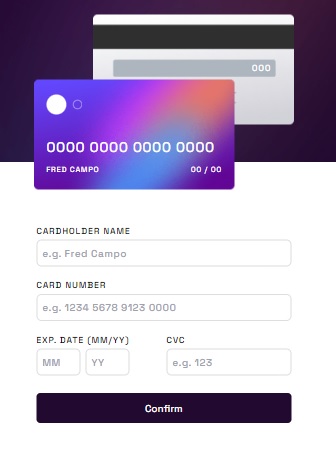 000
0000 0000 0000 0000
FRED CAMPO 00 / 00
CARDHOLDER NAME
e.g. Fred Campo
CARD NUMBER
e.g. 1234 5678 9123 0000
EXP. DATE (MM/YY) CVC
MM YY e.g. 123
Confirm